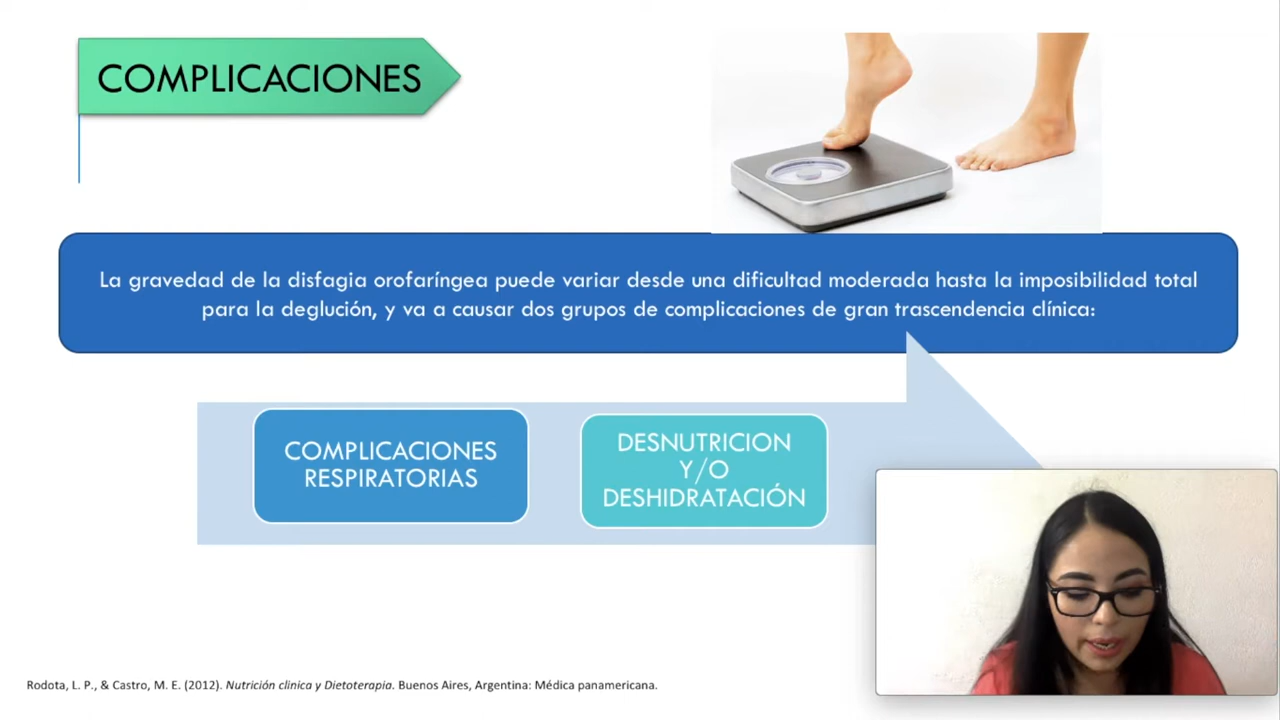 COMPLICACIONES
La gravedad de la disfagia orofaríngea puede variar desde una dificultad moderada hasta la imposibilidad total
para la deglución, y va a causar dos grupos de complicaciones de gran trascendencia clínica:
COMPLICACIONES
RESPIRATORIAS
DESNUTRICION
Y/O
DESHIDRATACIÓN
Rodota, L. P., & Castro, M. E. (2012). Nutrición clinica y Dietoterapia. Buenos Aires, Argentina: Médica panamericana.